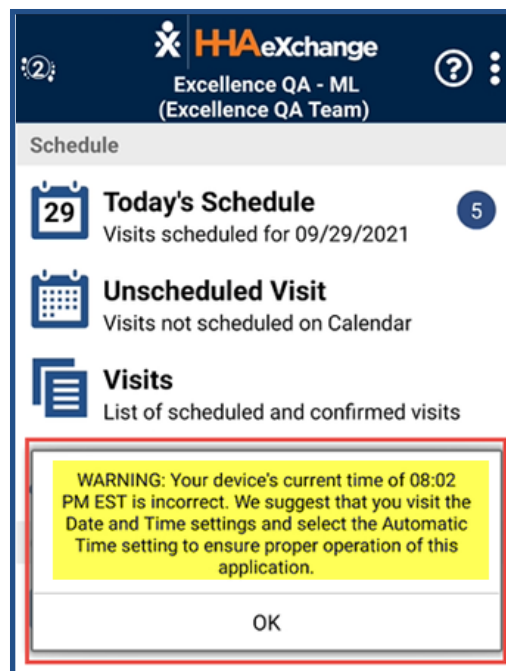 HHAeXchange
2
Excellence QA - ML
(Excellence QA Team)
?
Schedule
29
Today's Schedule
5
Visits scheduled for 09/29/2021
Unscheduled Visit
Visits not scheduled on Calendar
Visits
List of scheduled and confirmed visits
WARNING: Your device's current time of 08:02
PM EST is incorrect. We suggest that you visit the
Date and Time settings and select the Automatic
Time setting to ensure proper operation of this
application.
OK